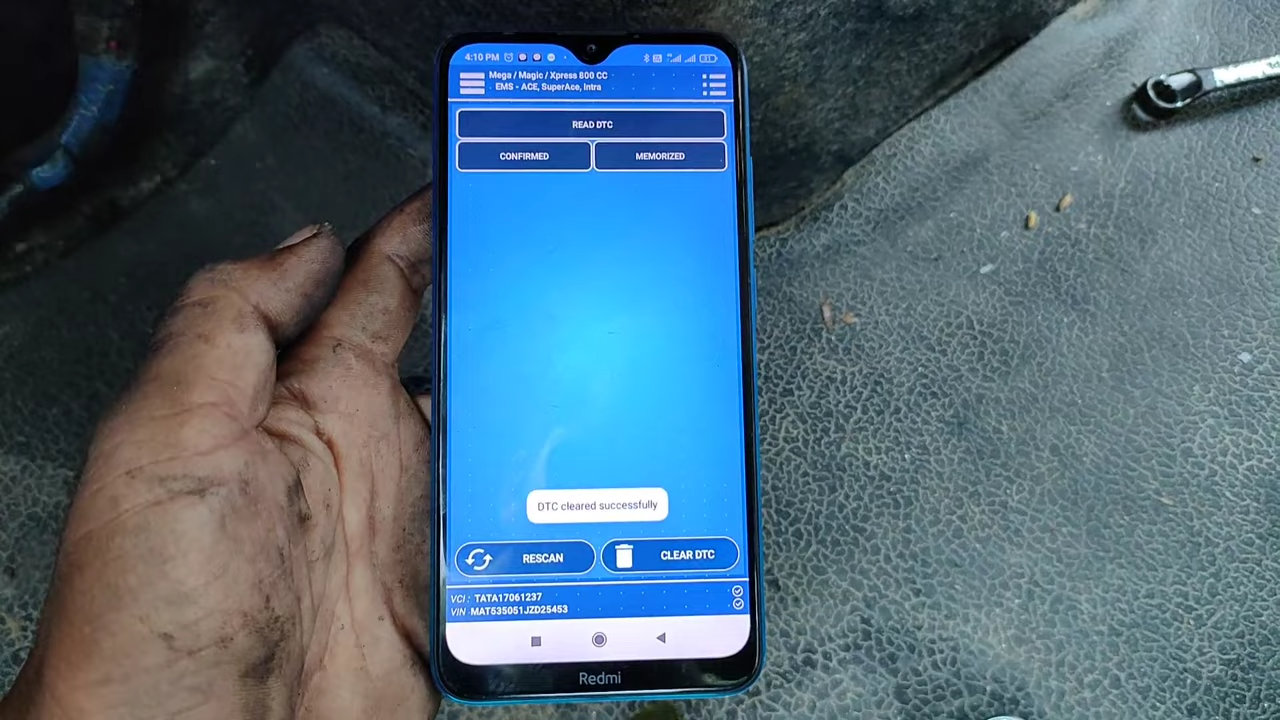 4:10 PM
Mega / Magic / Xpress 800 CC
EMS - ACE, SuperAce, Intra
READ DTC
CONFIRMED
MEMORIZED
DTC cleared successfully
RESCAN
CLEAR DTC
VCI : TATA17061237
VIN MAT535051JZD25453
Redmi